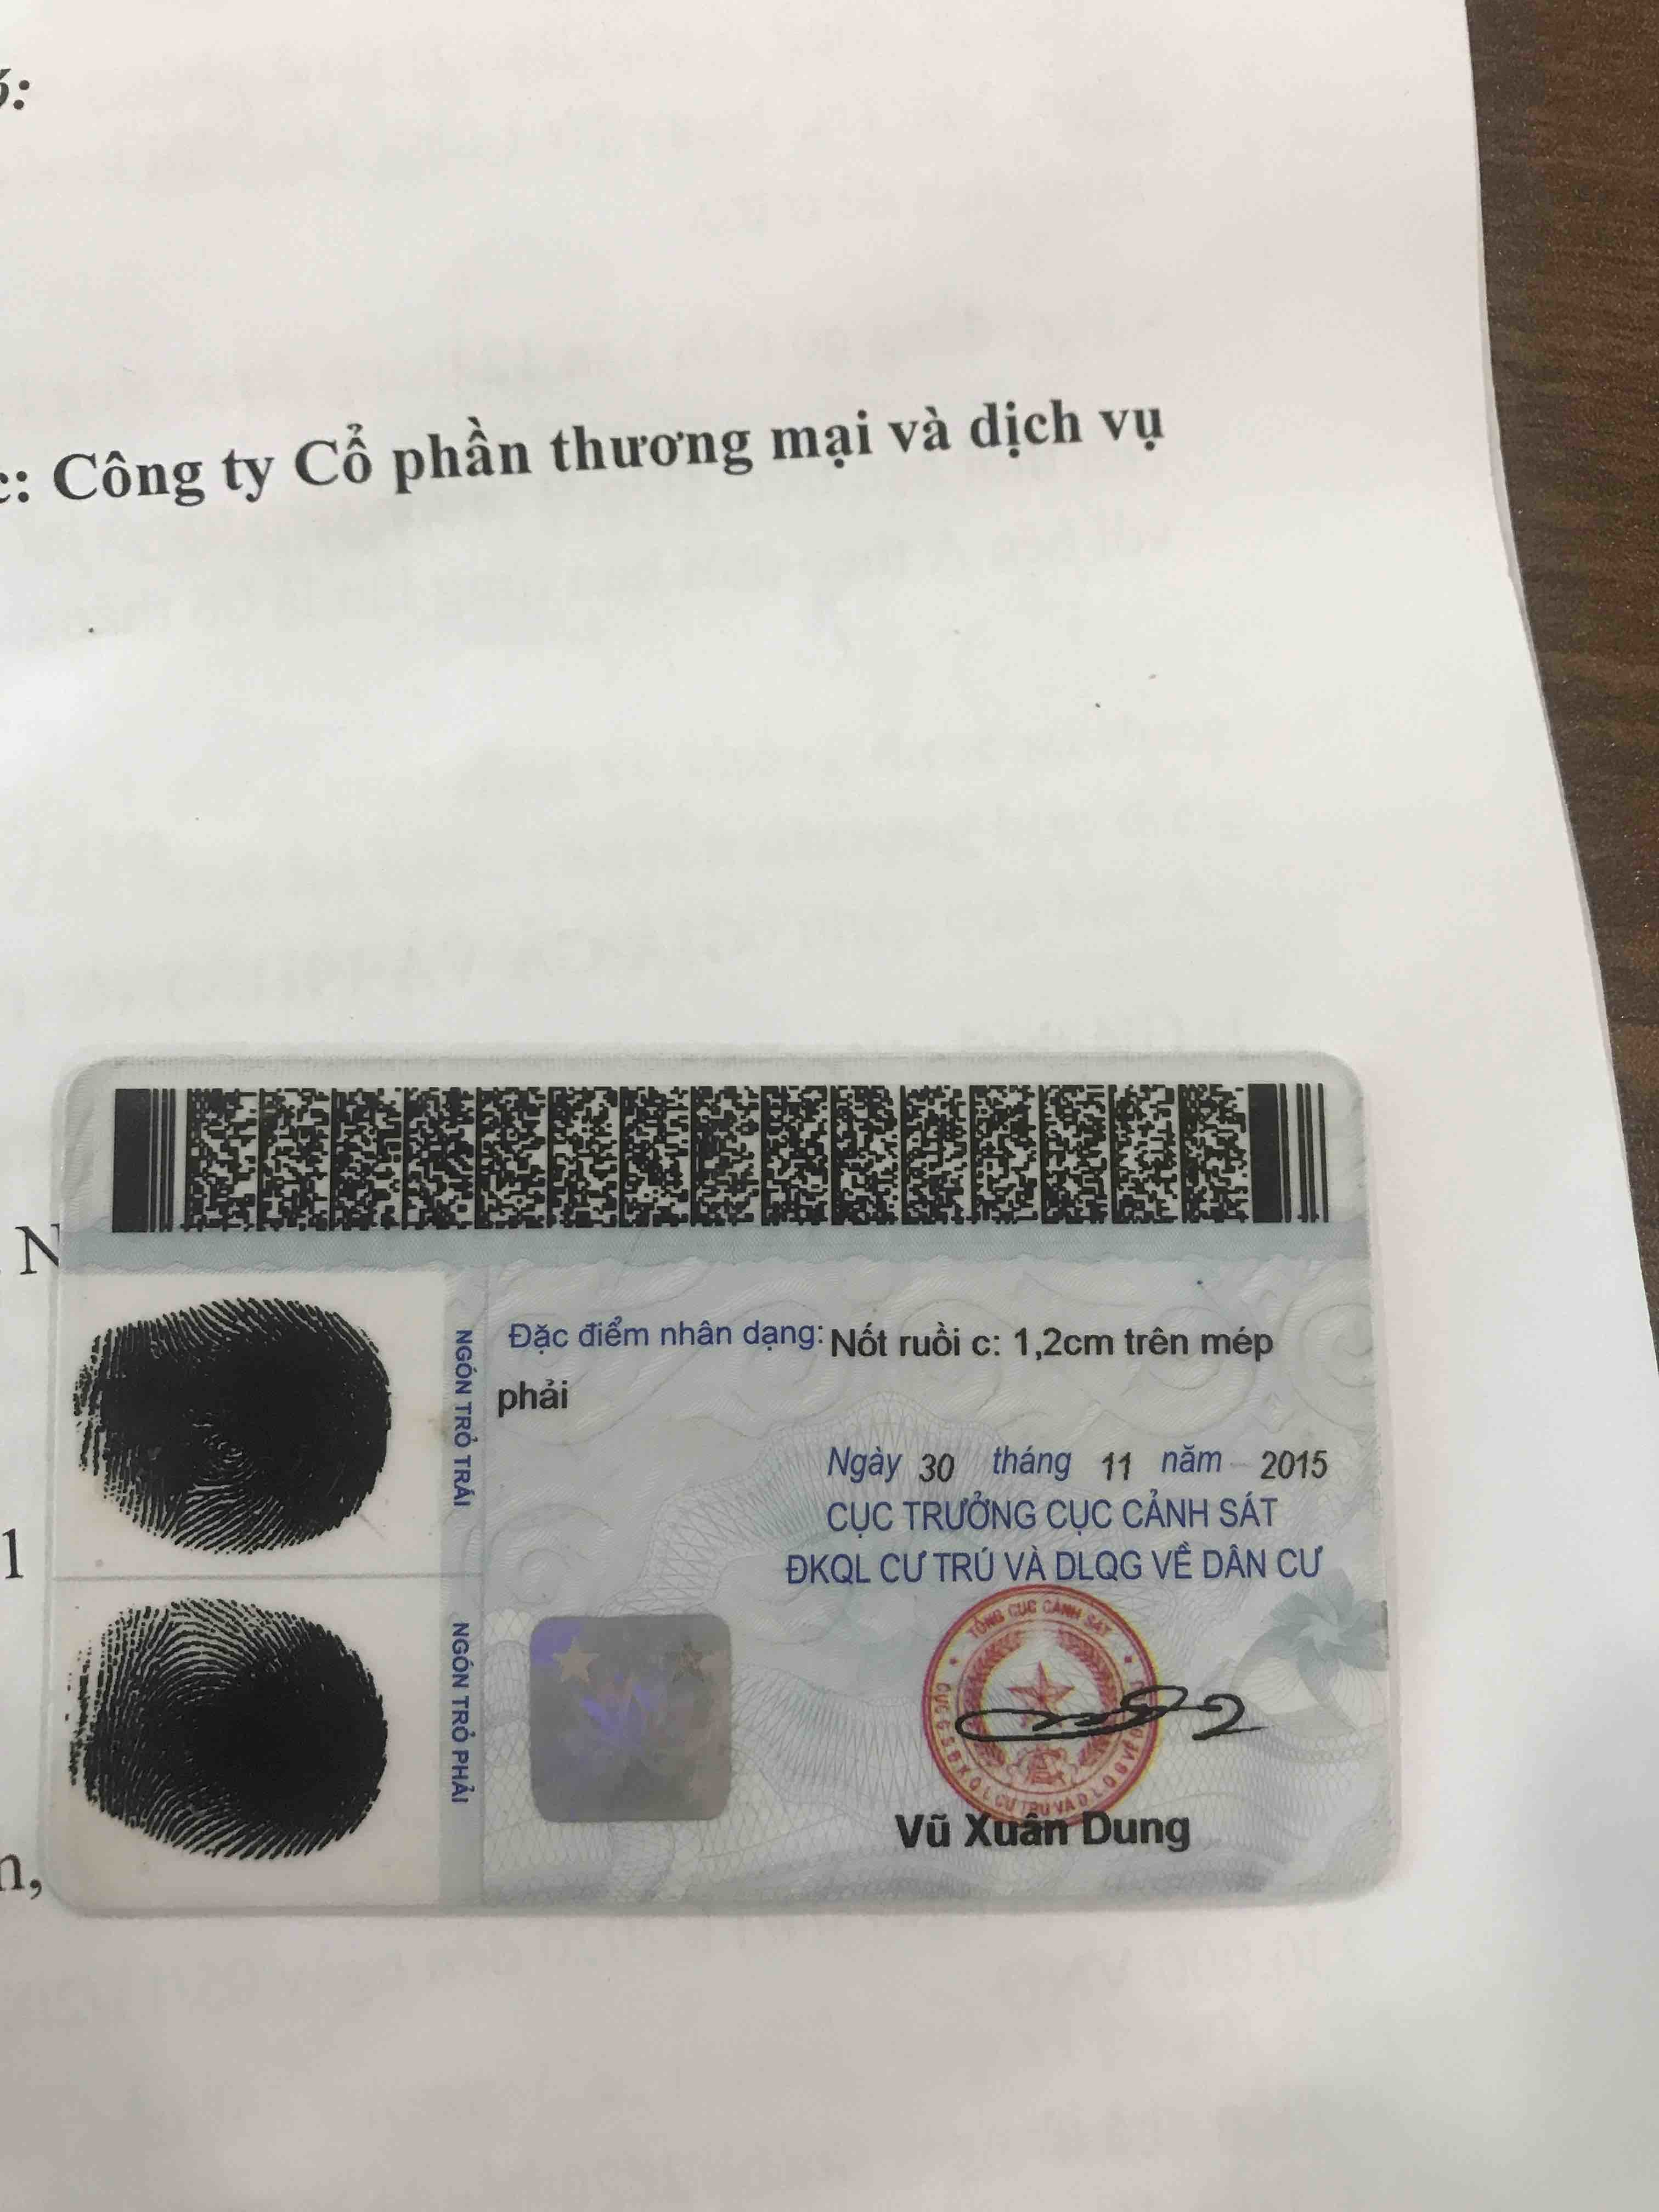 c: Công ty Cổ phần thương mại và dịch vụ
N
1
n,
NGÓN TRỎ TRÁI
NGÓN TRỎ PHẢI
Đặc điểm nhân dạng: Nốt ruồi c: 1,2cm trên mép
phải
Ngày 30 tháng 11 năm 2015
CỤC TRƯỞNG CỤC CẢNH SÁT
ĐKQL CƯ TRÚ VÀ DLQG VỀ DÂN CƯ
TỔNG CỤC CẢNH SÁT
Vũ Xuân Dung